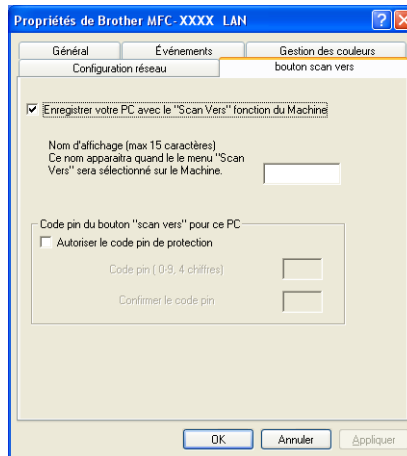 Propriétés de Brother MFC-XXXX LAN
Général
Événements
Gestion des couleurs
Configuration réseau
bouton scan vers
Enregistrer votre PC avec le "Scan Vers" fonction du Machine
Nom d'affichage (max 15 caractères)
Ce nom apparaitra quand le le menu "Scan
Vers" sera sélectionné sur le Machine.
Code pin du bouton "scan vers" pour ce PC
Autoriser le code pin de protection
Code pin ( 0-9, 4 chiffres)
Confirmer le code pin
OK
Annuler
Appliquer